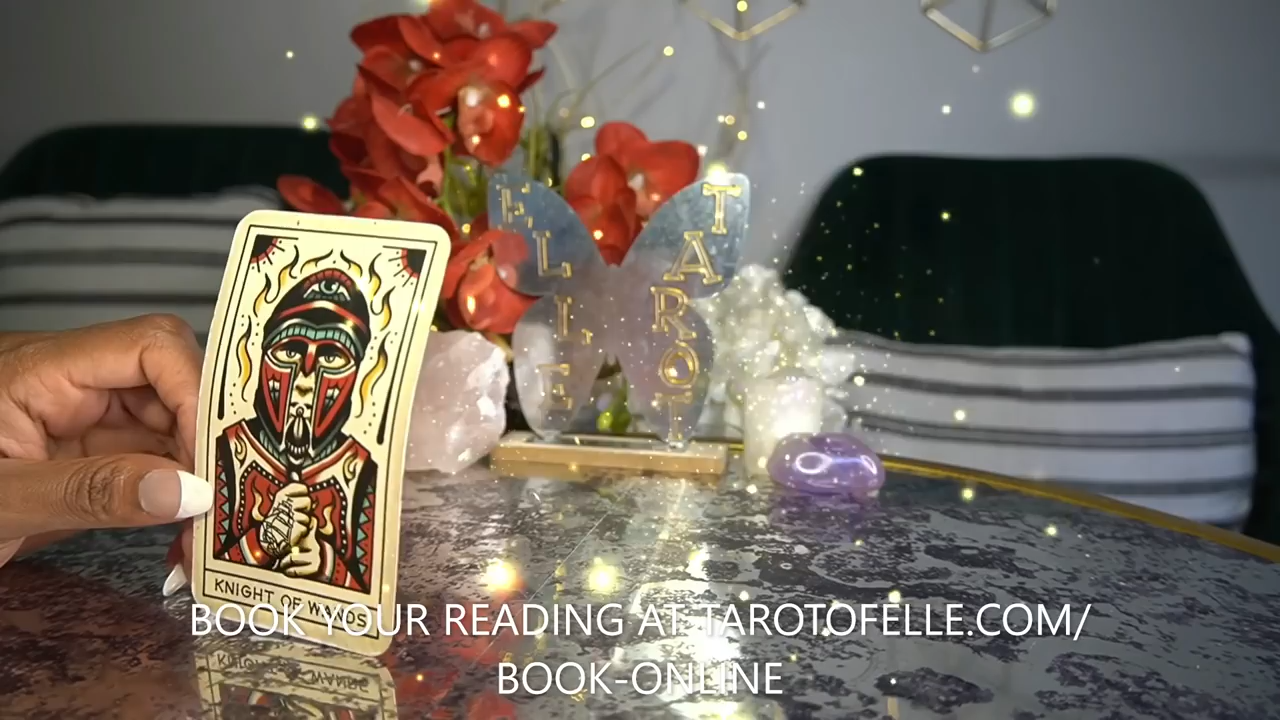 ELLE
TAROT
KNIGHT OF WANDS
BOOK YOUR READING AT TAROTOFELLE.COM/
BOOK-ONLINE